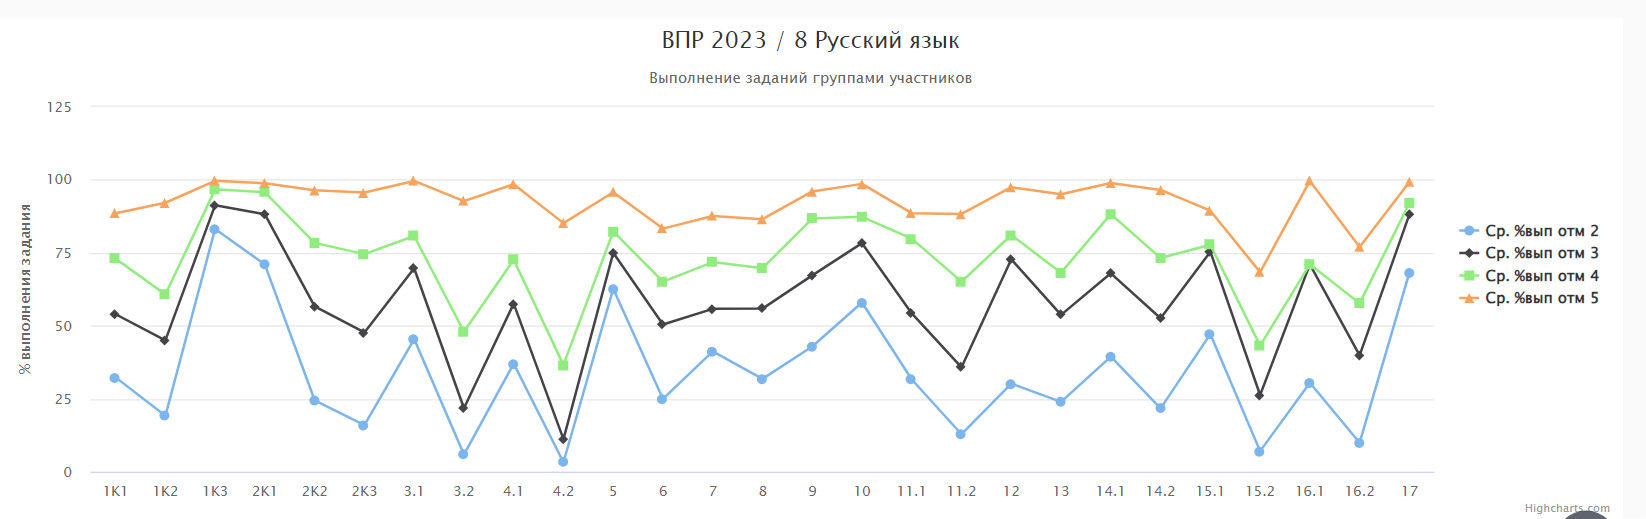 ВПР 2023 / 8 Русский язык
Выполнение заданий группами участников
% выполнения задания
125
100
75
50
25
0
1K1 1K2 1K3 2K1 2K2 2K3 3.1 3.2 4.1 4.2 5 6 7 8 9 10 11.1 11.2 12 13 14.1 14.2 15.1 15.2 16.1 16.2 17
Ср. %вып отм 2
Ср. %вып отм 3
Ср. %вып отм 4
Ср. %вып отм 5
Highcharts.com